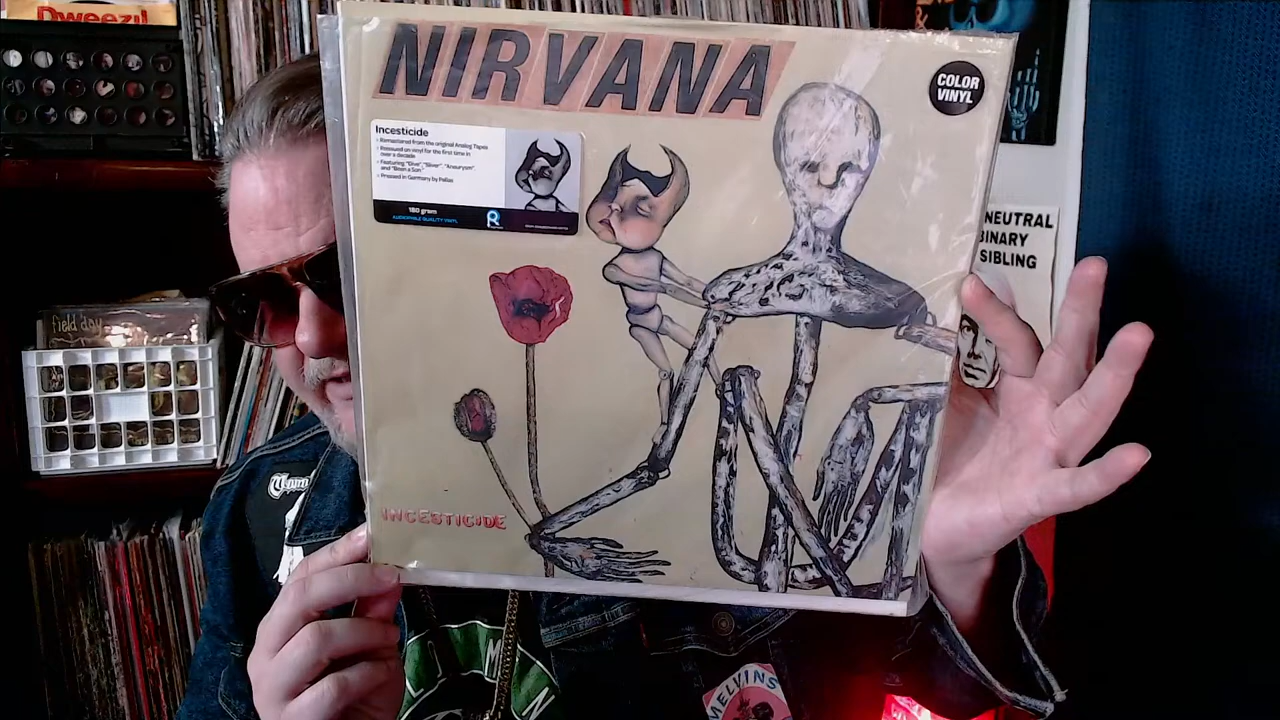 Dweezil
NIRVANA
COLOR
VINYL
Incesticide
Remastered from the original Analog Tapes
Reissued on vinyl for the first time in
over a decade
Featuring "Dive", "Sliver", "Aneurysm",
and "Been a Son"
Pressed in Germany by Pallas
180 gram
AUDIOPHILE QUALITY VINYL
R
NEUTRAL
BINARY
SIBLING
field day
INCESTICIDE
MELVINS